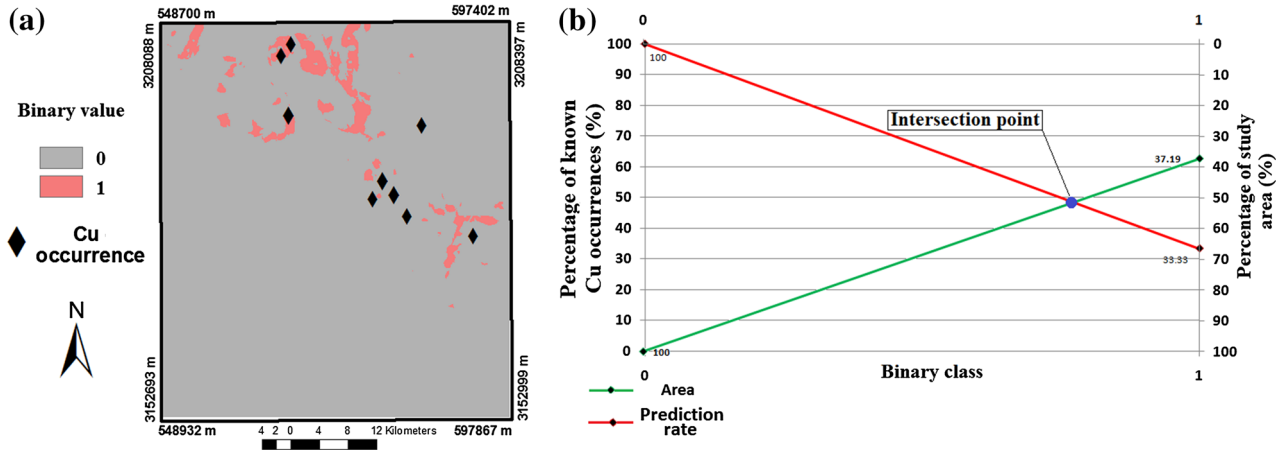 (a)
548700 m
597402 m
3208088 m
3208397 m
Binary value
0
1
Cu
occurrence
N
3152693 m
3152999 m
548932 m
597867 m
4 2 0 4 8 12 Kilometers
(b)
0
1
100
90
80
70
60
50
40
30
20
10
0
Percentage of known
Cu occurrences (%)
100
Intersection point
37.19
33.33
100
0
10
20
30
40
50
60
70
80
90
100
Percentage of study
area (%)
0
Binary class
1
Area
Prediction
rate